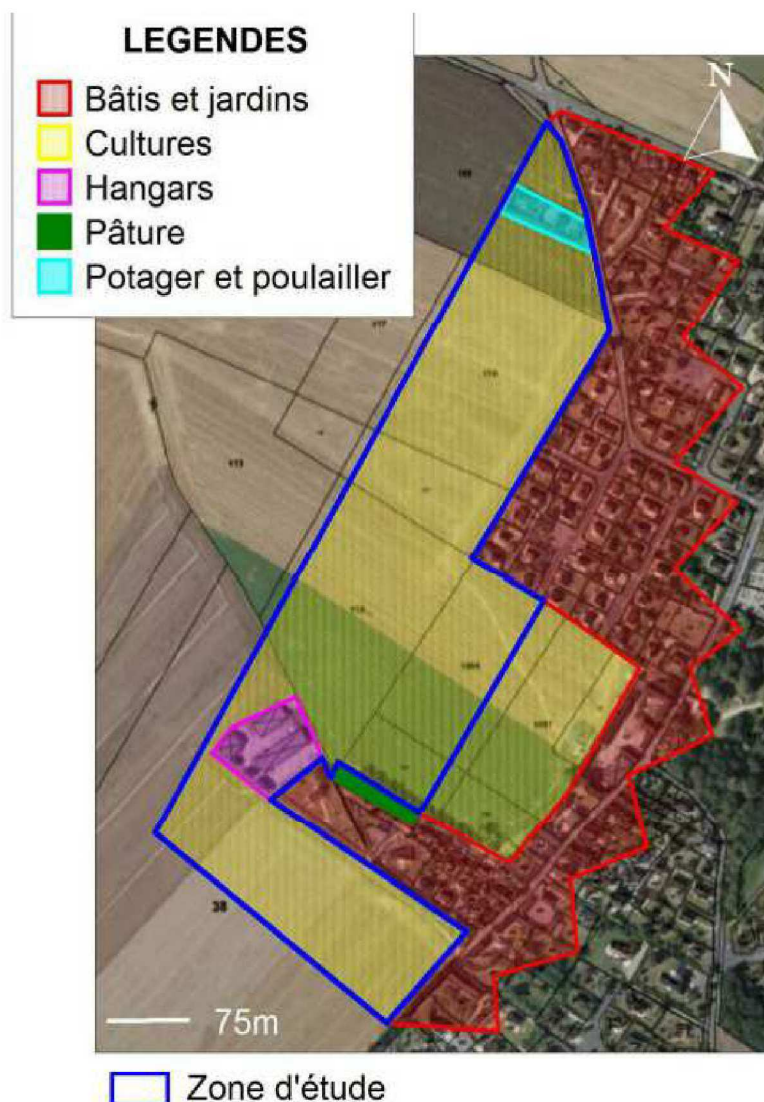 LEGENDES
Bâtis et jardins
Cultures
Hangars
Pâture
Potager et poulailler
N
38
75m
Zone d'étude